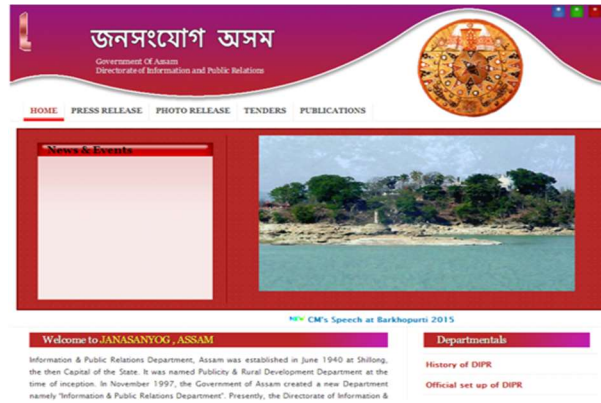 জনসংযোগ অসম
Government Of Assam
Directorate of Information and Public Relations
HOME PRESS RELEASE PHOTO RELEASE TENDERS PUBLICATIONS
News & Events
NEW CM's Speech at Barkhopurti 2015
Welcome to JANASANYOG , ASSAM
Departmentals
Information & Public Relations Department, Assam was established in June 1940 at Shillong,
the then Capital of the State. It was named Publicity & Rural Development Department at the
time of inception. In November 1997, the Government of Assam created a new Department
namely "Information & Public Relations Department". Presently, the Directorate of Information &
History of DIPR
Official set up of DIPR